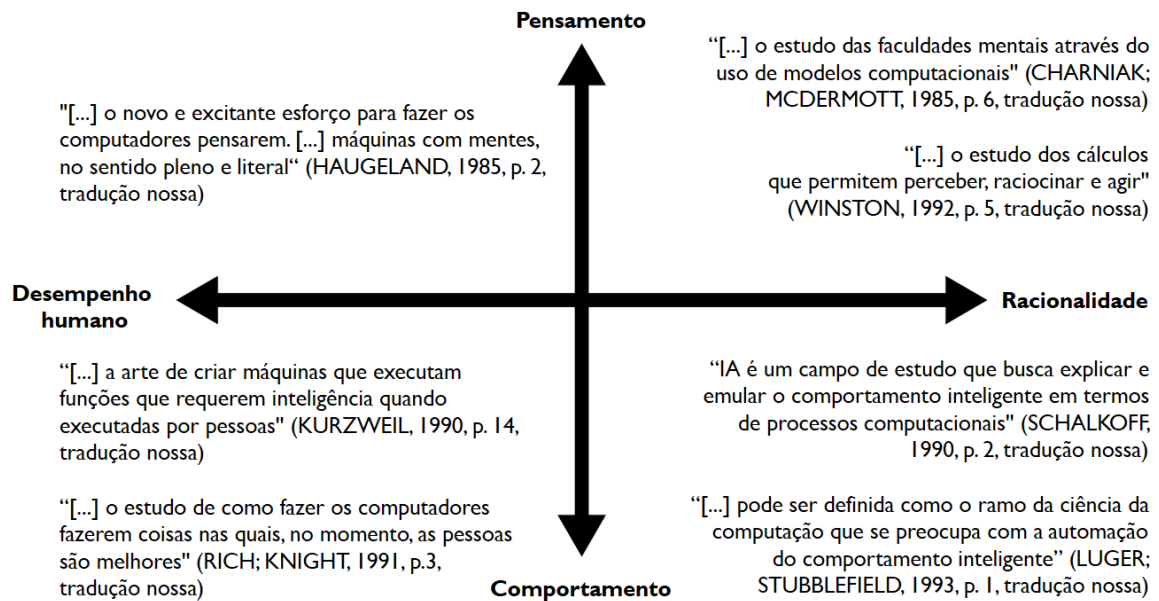 Pensamento
"[...] o novo e excitante esforço para fazer os
computadores pensarem. [...] máquinas com mentes,
no sentido pleno e literal“ (HAUGELAND, 1985, p. 2,
tradução nossa)
“[...] o estudo das faculdades mentais através do
uso de modelos computacionais" (CHARNIAK;
MCDERMOTT, 1985, p. 6, tradução nossa)
“[...] o estudo dos cálculos
que permitem perceber, raciocinar e agir"
(WINSTON, 1992, p. 5, tradução nossa)
Desempenho
humano
Racionalidade
“[...] a arte de criar máquinas que executam
funções que requerem inteligência quando
executadas por pessoas" (KURZWEIL, 1990, p. 14,
tradução nossa)
“[...] o estudo de como fazer os computadores
fazerem coisas nas quais, no momento, as pessoas
são melhores" (RICH; KNIGHT, 1991, p.3,
tradução nossa)
“IA é um campo de estudo que busca explicar e
emular o comportamento inteligente em termos
de processos computacionais" (SCHALKOFF,
1990, p. 2, tradução nossa)
“[...] pode ser definida como o ramo da ciência da
computação que se preocupa com a automação
do comportamento inteligente” (LUGER;
STUBBLEFIELD, 1993, p. 1, tradução nossa)
Comportamento